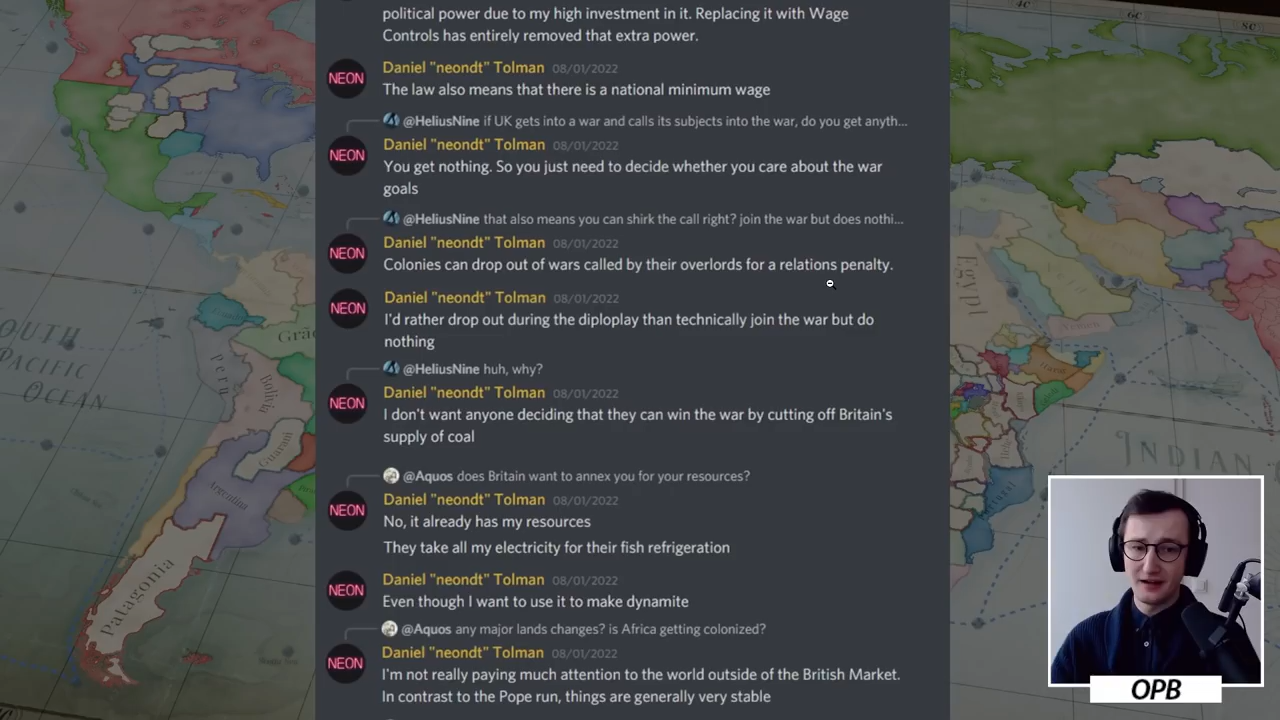 political power due to my high investment in it. Replacing it with Wage
Controls has entirely removed that extra power.
NEON
Daniel "neondt" Tolman 08/01/2022
The law also means that there is a national minimum wage
@HeliusNine if UK gets into a war and calls its subjects into the war, do you get anyth...
NEON
Daniel "neondt" Tolman 08/01/2022
You get nothing. So you just need to decide whether you care about the war
goals
@HeliusNine that also means you can shirk the call right? join the war but does nothi...
NEON
Daniel "neondt" Tolman 08/01/2022
Colonies can drop out of wars called by their overlords for a relations penalty.
NEON
Daniel "neondt" Tolman 08/01/2022
I'd rather drop out during the diploplay than technically join the war but do
nothing
@HeliusNine huh, why?
NEON
Daniel "neondt" Tolman 08/01/2022
I don't want anyone deciding that they can win the war by cutting off Britain's
supply of coal
@Aquos does Britain want to annex you for your resources?
NEON
Daniel "neondt" Tolman 08/01/2022
No, it already has my resources
They take all my electricity for their fish refrigeration
NEON
Daniel "neondt" Tolman 08/01/2022
Even though I want to use it to make dynamite
@Aquos any major lands changes? is Africa getting colonized?
NEON
Daniel "neondt" Tolman 08/01/2022
I'm not really paying much attention to the world outside of the British Market.
In contrast to the Pope run, things are generally very stable
SOUTH
PACIFIC
OCEAN
Peru
Bolivia
Guarani
Argentina
Patagonia
Egypt
Yemen
INDIAN
OPB